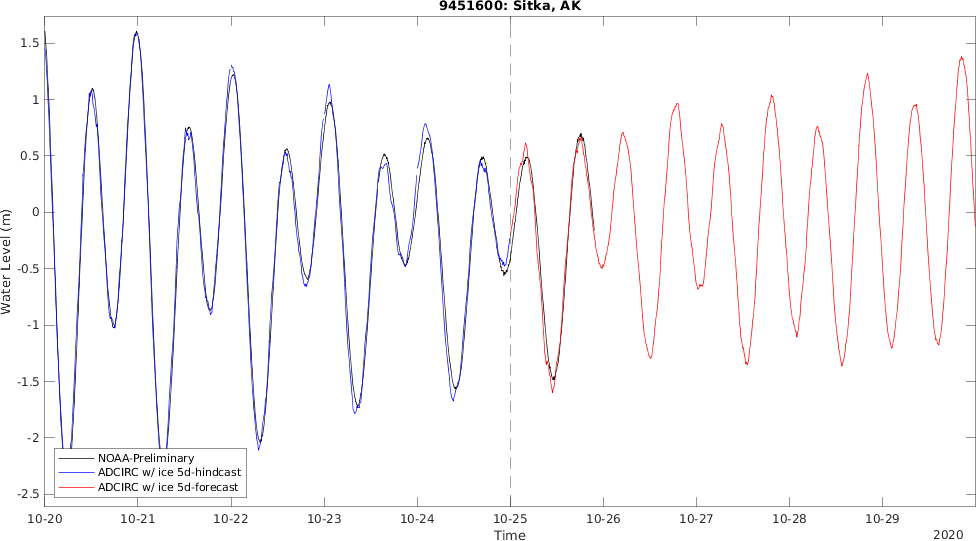 9451600: Sitka, AK
Water Level (m)
1.5
1
0.5
0
-0.5
-1
-1.5
-2
-2.5
NOAA-Preliminary
ADCIRC w/ ice 5d-hindcast
ADCIRC w/ ice 5d-forecast
10-20 10-21 10-22 10-23 10-24 10-25 10-26 10-27 10-28 10-29
Time
2020